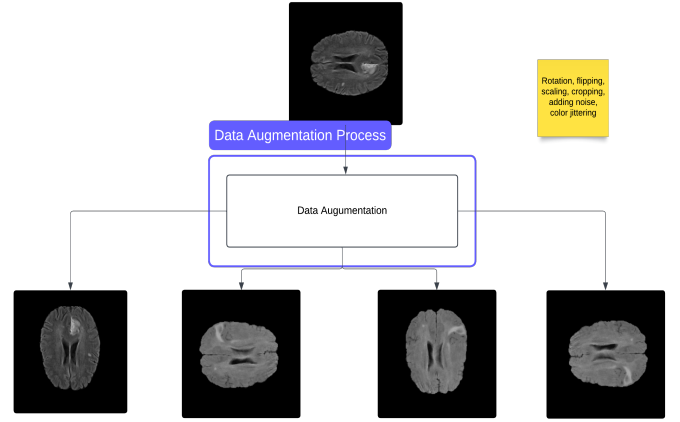 Rotation, flipping,
scaling, cropping,
adding noise,
color jittering
Data Augmentation Process
Data Augumentation